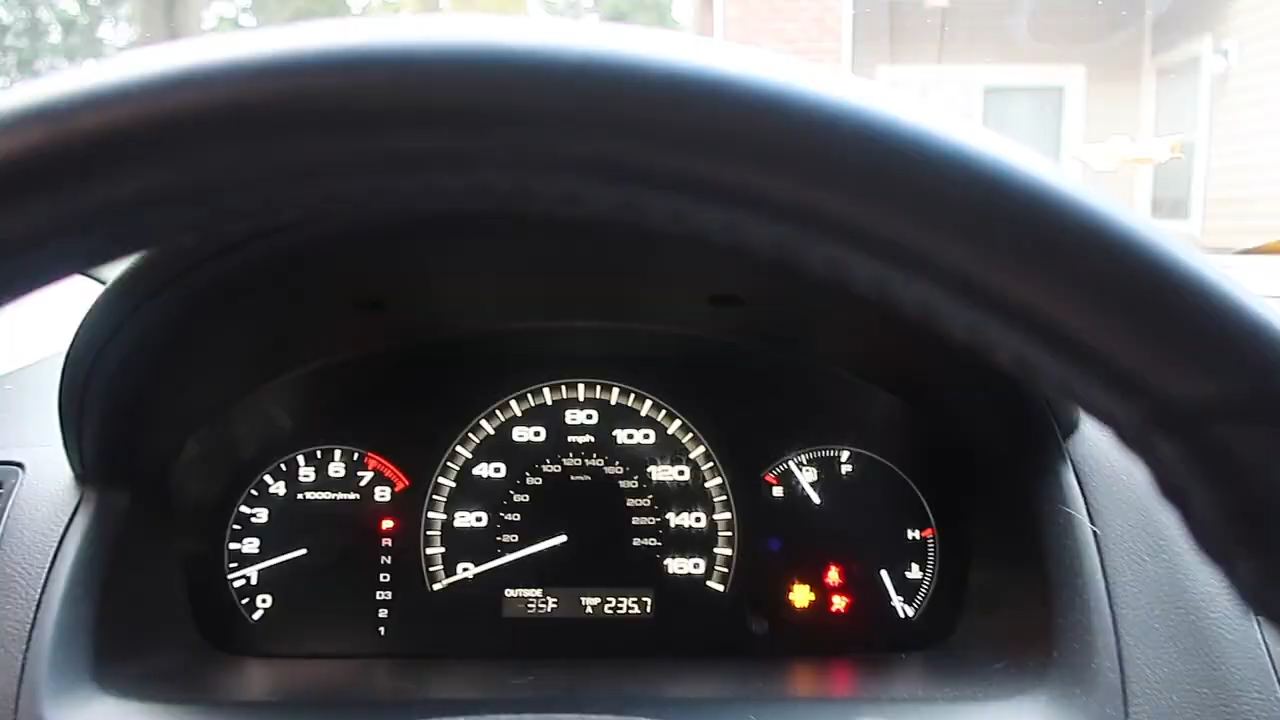 5 6 7 8
x1000r/min
4
3
2
1
0
P
R
N
D
D3
2
1
80
60 100
mph
40 120
20 140
0 160
120 140
100 160
km/h
80 180
60 200
40 220
20 240
OUTSIDE
-35°F
TRIP
A 235.7
E F
H
C